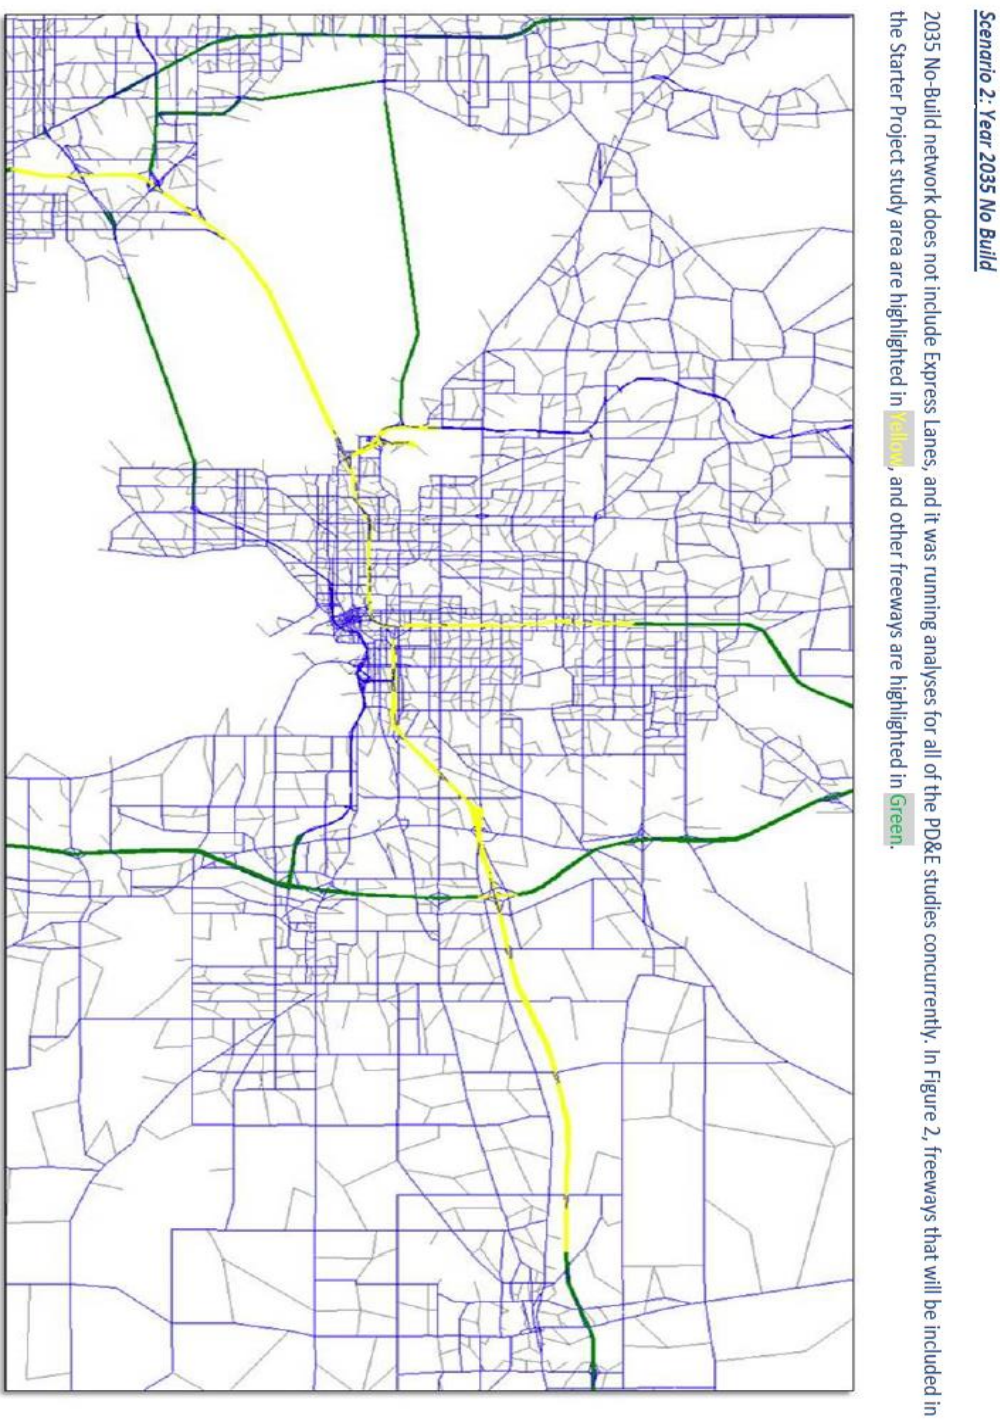 Scenario 2: Year 2035 No Build
2035 No-Build network does not include Express Lanes, and it was running analyses for all of the PD&E studies concurrently. In Figure 2, freeways that will be included in
the Starter Project study area are highlighted in Yellow, and other freeways are highlighted in Green.